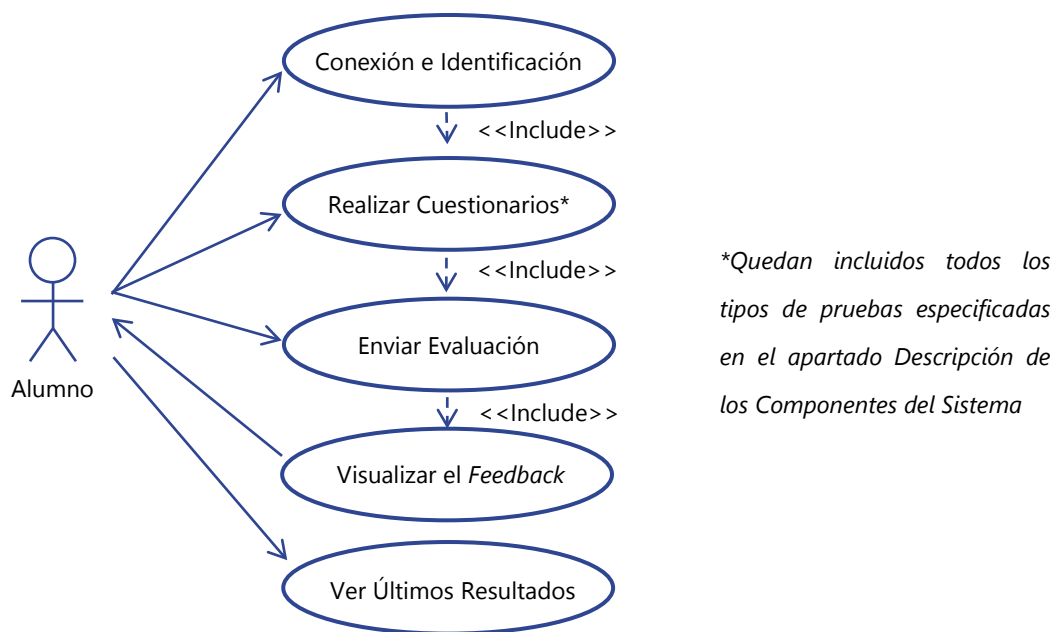 Conexión e Identificación
<<Include>>
Realizar Cuestionarios*
<<Include>>
Enviar Evaluación
<<Include>>
Visualizar el Feedback
Ver Últimos Resultados
Alumno
*Quedan incluidos todos los
tipos de pruebas especificadas
en el apartado Descripción de
los Componentes del Sistema